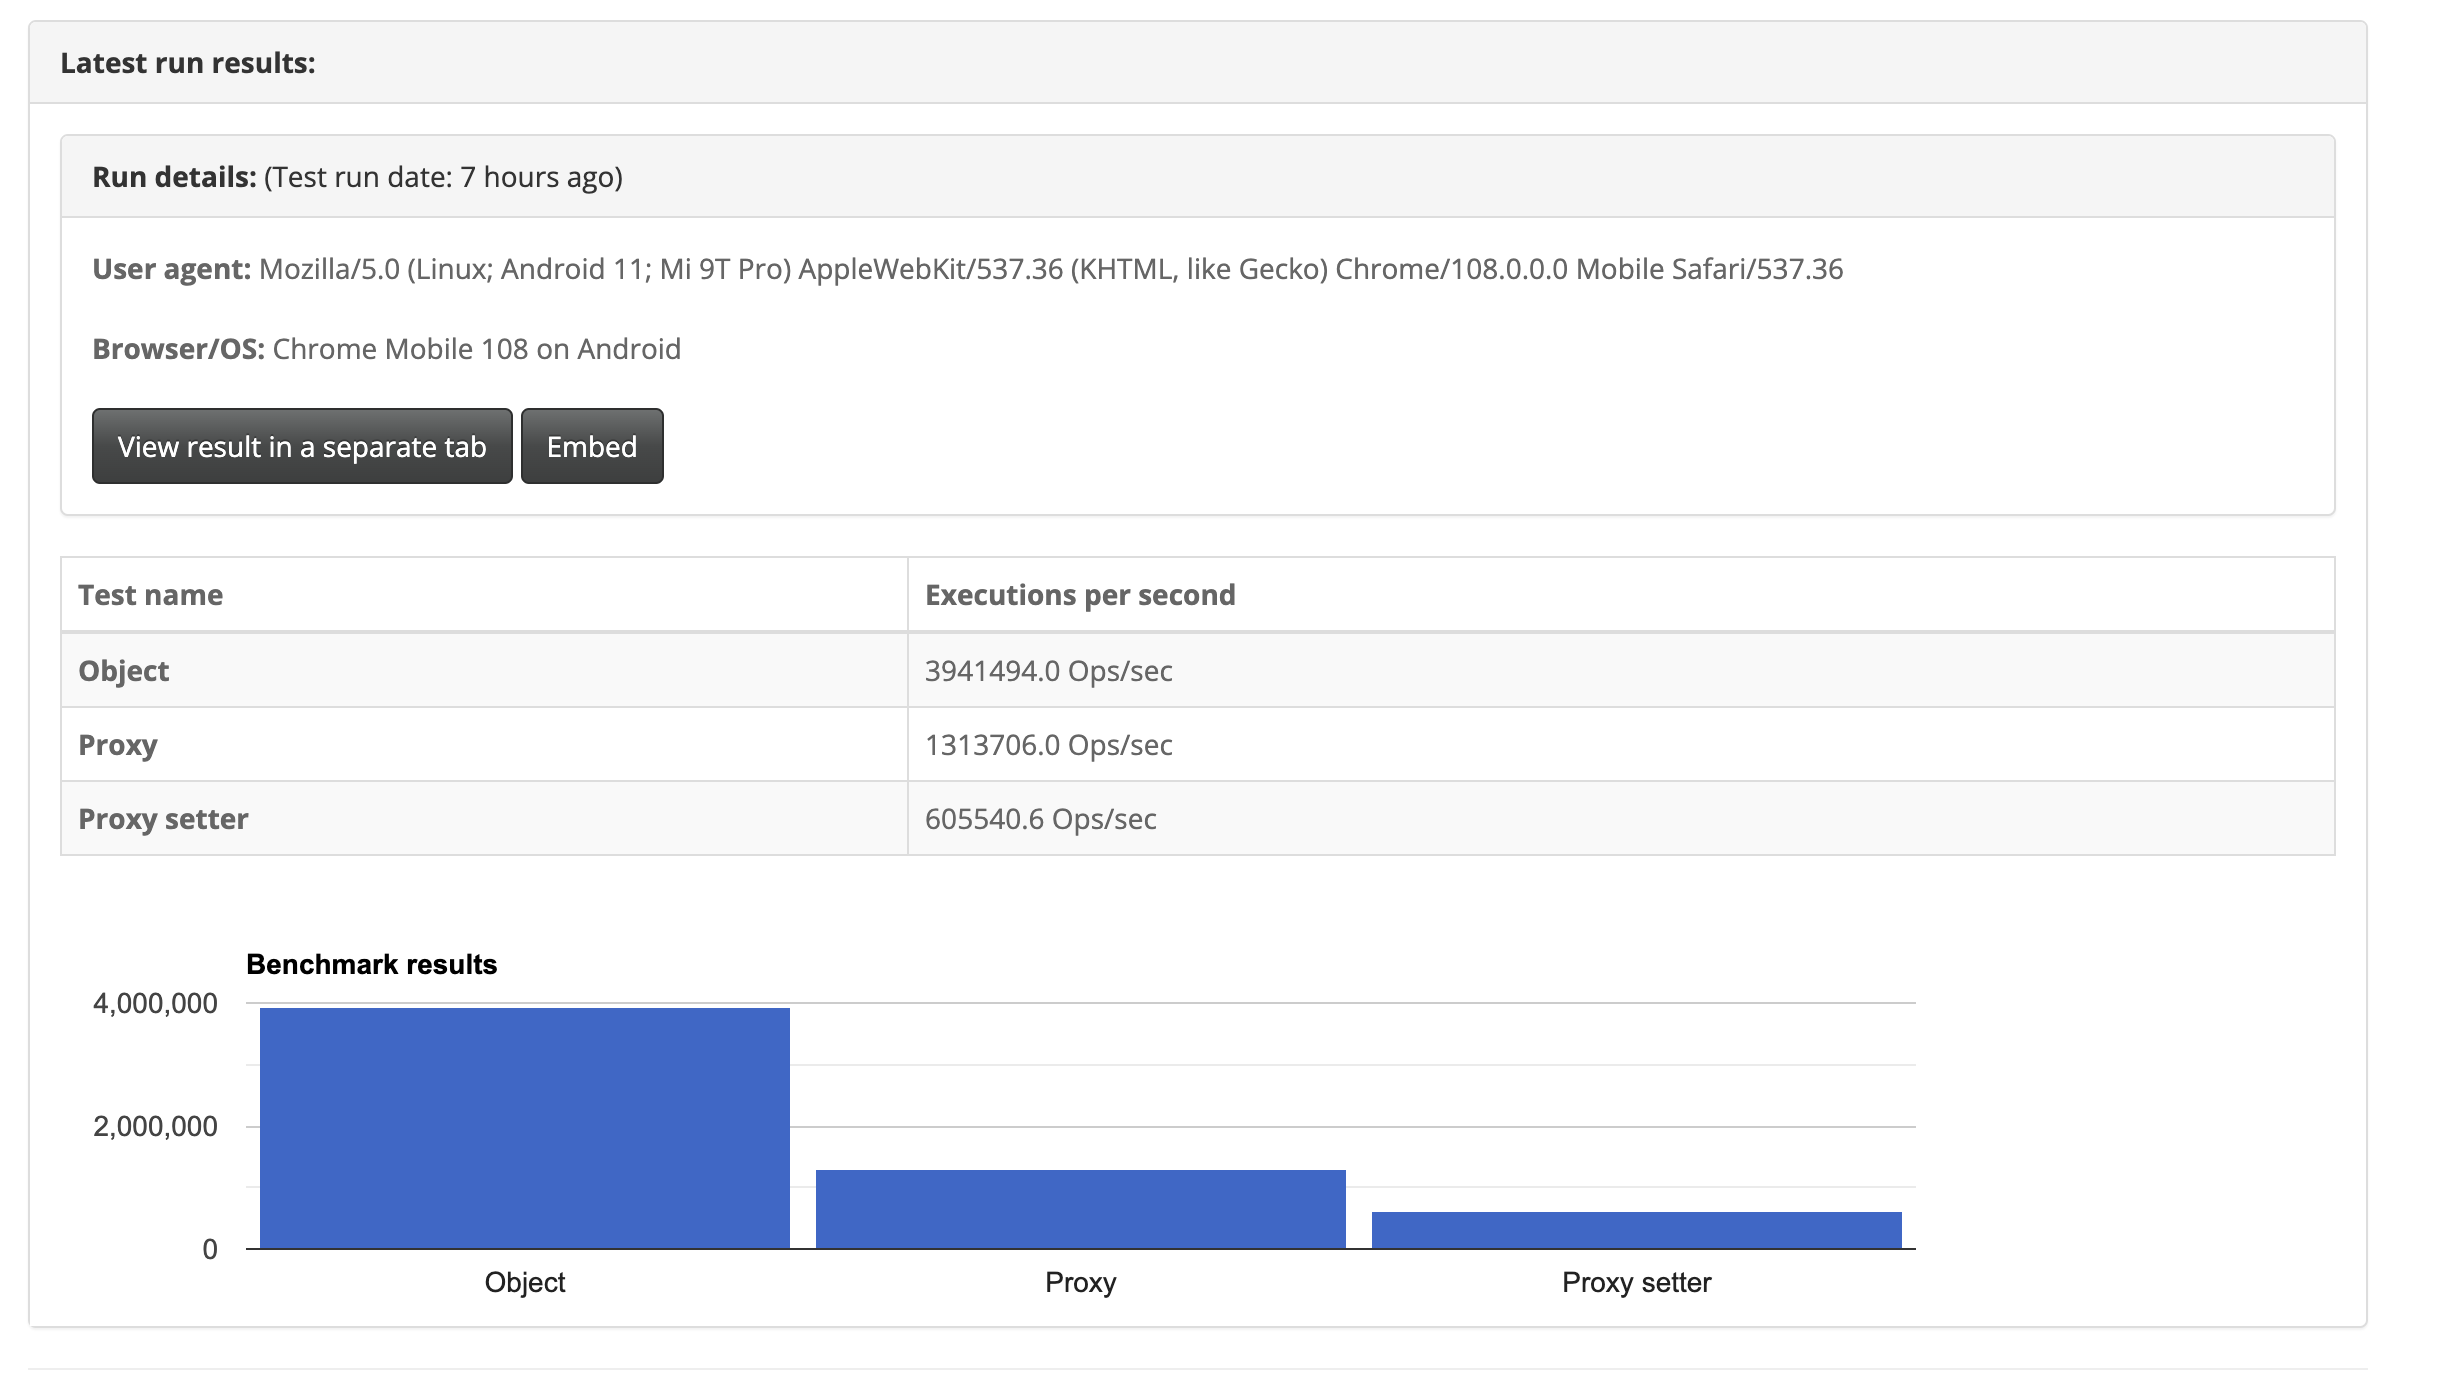 Latest run results:
Run details: (Test run date: 7 hours ago)
User agent: Mozilla/5.0 (Linux; Android 11; Mi 9T Pro) AppleWebKit/537.36 (KHTML, like Gecko) Chrome/108.0.0.0 Mobile Safari/537.36
Browser/OS: Chrome Mobile 108 on Android
View result in a separate tab Embed
Test name Executions per second
Object 3941494.0 Ops/sec
Proxy 1313706.0 Ops/sec
Proxy setter 605540.6 Ops/sec
Benchmark results
4,000,000
2,000,000
0
Object Proxy Proxy setter